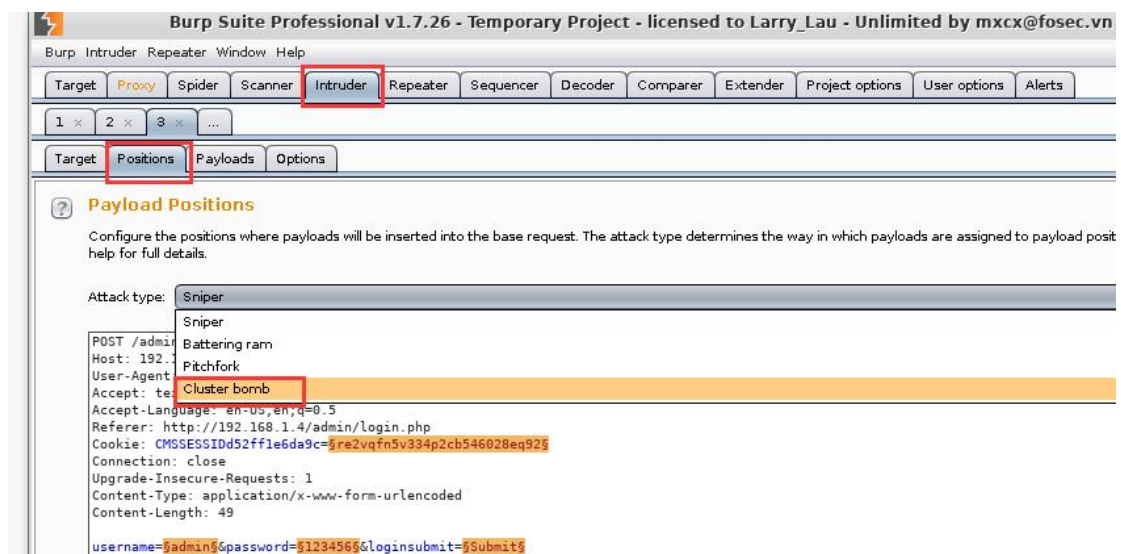 Burp Suite Professional v1.7.26 - Temporary Project - licensed to Larry_Lau - Unlimited by mxcx@fosec.vn
Burp Intruder Repeater Window Help
Target Proxy Spider Scanner Intruder Repeater Sequencer Decoder Comparer Extender Project options User options Alerts
1 × 2 × 3 × ...
Target Positions Payloads Options
? Payload Positions
Configure the positions where payloads will be inserted into the base request. The attack type determines the way in which payloads are assigned to payload posit
help for full details.
Attack type: Sniper
Sniper
Battering ram
Pitchfork
Cluster bomb
POST /admi
Host: 192.1
User-Agent
Accept: te
Accept-Language: en-US,en;q=0.5
Referer: http://192.168.1.4/admin/login.php
Cookie: CMSSESSIDd52ff1e6da9c=§re2vqfn5v334p2cb546028eq92§
Connection: close
Upgrade-Insecure-Requests: 1
Content-Type: application/x-www-form-urlencoded
Content-Length: 49
username=§admin§&password=§123456§&loginsubmit=§Submit§